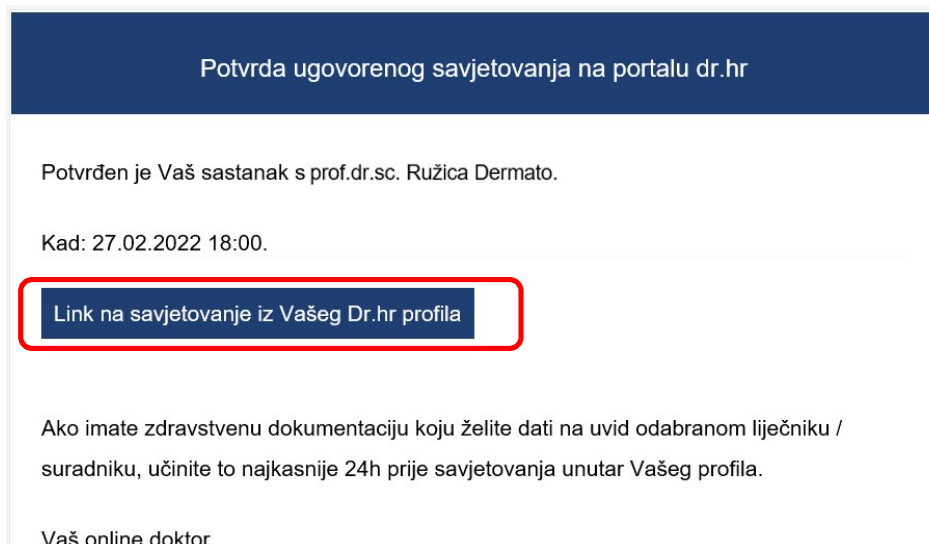 Potvrda ugovorenog savjetovanja na portalu dr.hr
Potvrđen je Vaš sastanak s prof.dr.sc. Ružica Dermato.
Kad: 27.02.2022 18:00.
Link na savjetovanje iz Vašeg Dr.hr profila
Ako imate zdravstvenu dokumentaciju koju želite dati na uvid odabranom liječniku /
suradniku, učinite to najkasnije 24h prije savjetovanja unutar Vašeg profila.
Vaš online doktor